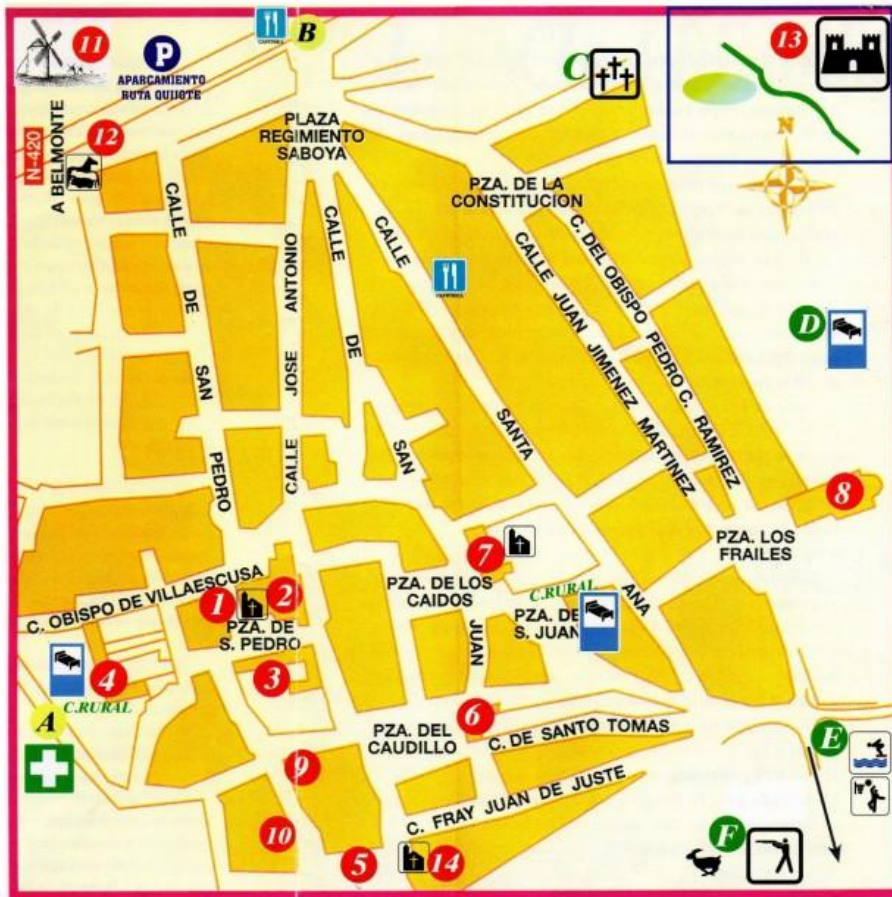 11
P
APARCAMIENTO
RUTA QUIJOTE
B
C
13
N
N-420
A BELMONTE
12
PLAZA
REGIMIENTO
SABOYA
PZA. DE LA
CONSTITUCION
CALLE DE SAN PEDRO
CALLE JOSE ANTONIO
CALLE DE SAN JUAN
CALLE SANTA ANA
CALLE JUAN JIMENEZ MARTINEZ
C. DEL OBISPO PEDRO C. RAMIREZ
D
8
PZA. LOS
FRAILES
7
PZA. DE LOS
CAIDOS
C.RURAL
PZA. DE
S. JUAN
C. OBISPO DE VILLAESCUSA
1
2
PZA. DE
S. PEDRO
3
4
C.RURAL
A
6
PZA. DEL
CAUDILLO
C. DE SANTO TOMAS
C. FRAY JUAN DE JUSTE
9
10
5
14
E
F